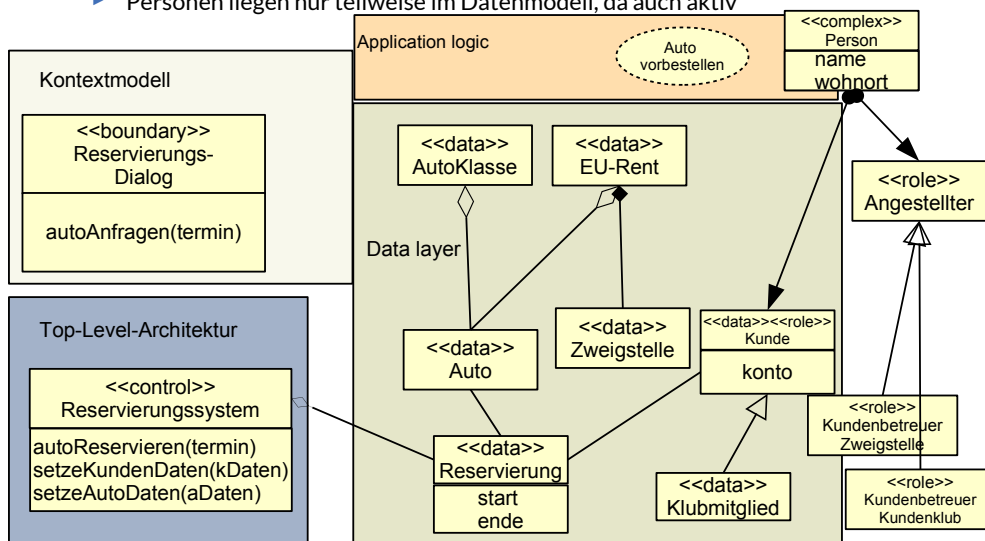 Personen liegen nur teilweise im Datenmodell, da auch aktiv
Kontextmodell
<<boundary>>
Reservierungs-
Dialog
autoAnfragen(termin)
Top-Level-Architektur
<<control>>
Reservierungssystem
autoReservieren(termin)
setzeKundenDaten(kDaten)
setzeAutoDaten(aDaten)
Application logic
Auto
vorbestellen
<<complex>>
Person
name
wohnort
Data layer
<<data>>
AutoKlasse
<<data>>
EU-Rent
<<data>>
Auto
<<data>>
Zweigstelle
<<data>><<role>>
Kunde
konto
<<data>>
Reservierung
start
ende
<<data>>
Klubmitglied
<<role>>
Angestellter
<<role>>
Kundenbetreuer
Zweigstelle
<<role>>
Kundenbetreuer
Kundenklub